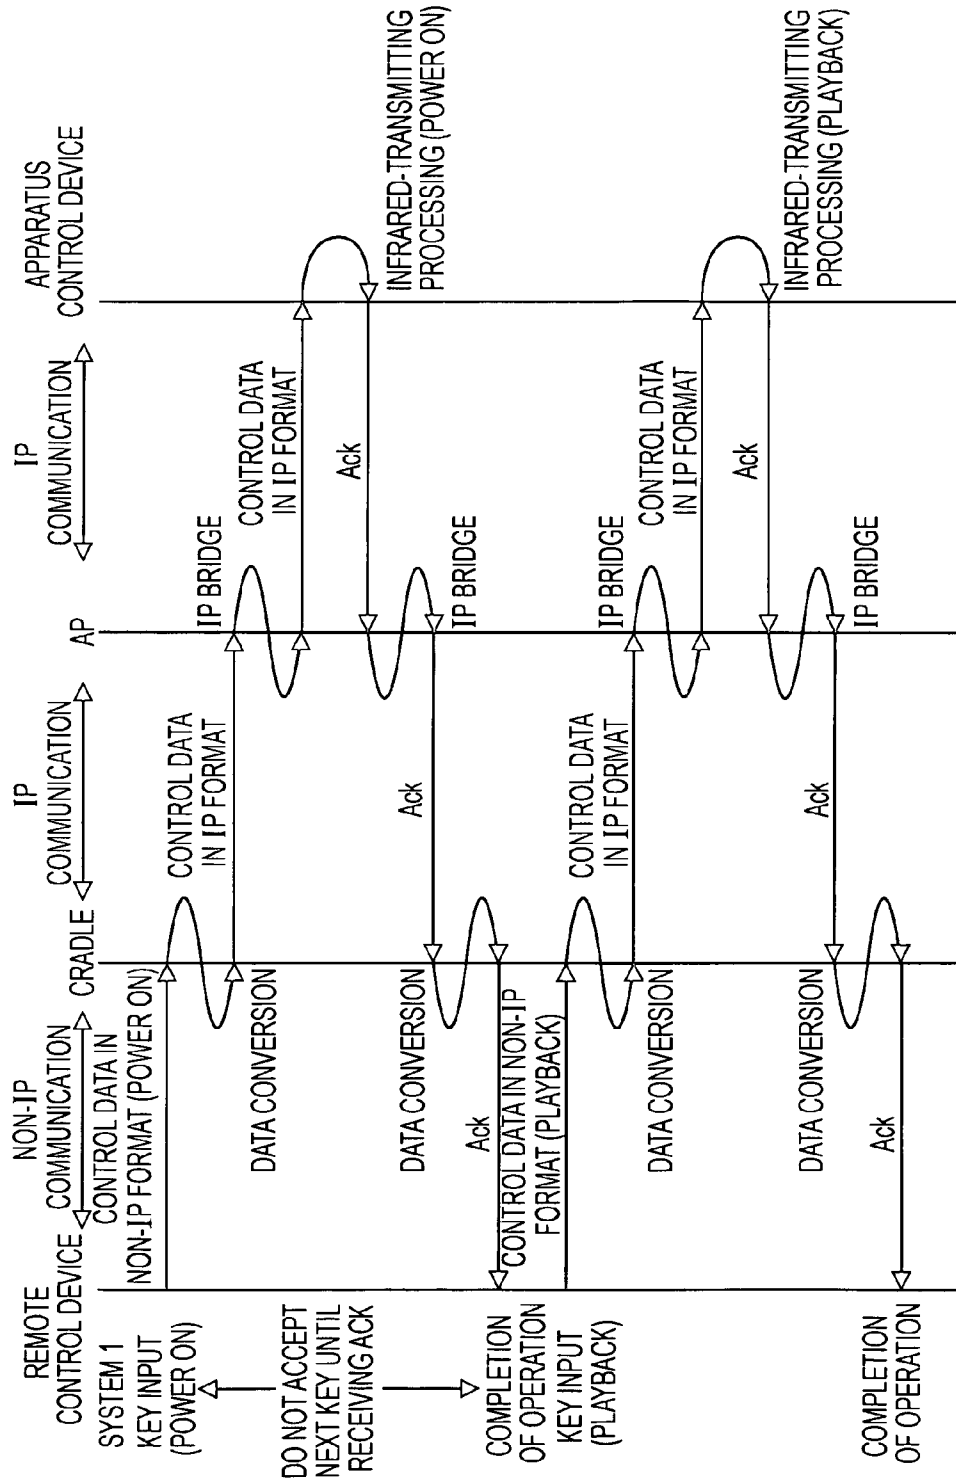 REMOTE
CONTROL DEVICE
NON-IP
COMMUNICATION
CRADLE
IP
COMMUNICATION
AP
IP
COMMUNICATION
APPARATUS
CONTROL DEVICE
SYSTEM 1
KEY INPUT
(POWER ON)
CONTROL DATA IN
NON-IP FORMAT (POWER ON)
DATA CONVERSION
CONTROL DATA
IN IP FORMAT
IP BRIDGE
CONTROL DATA
IN IP FORMAT
INFRARED-TRANSMITTING
PROCESSING (POWER ON)
Ack
IP BRIDGE
Ack
DATA CONVERSION
Ack
DO NOT ACCEPT
NEXT KEY UNTIL
RECEIVING ACK
COMPLETION
OF OPERATION
KEY INPUT
(PLAYBACK)
CONTROL DATA IN NON-IP
FORMAT (PLAYBACK)
DATA CONVERSION
CONTROL DATA
IN IP FORMAT
IP BRIDGE
CONTROL DATA
IN IP FORMAT
INFRARED-TRANSMITTING
PROCESSING (PLAYBACK)
Ack
IP BRIDGE
Ack
DATA CONVERSION
Ack
COMPLETION
OF OPERATION